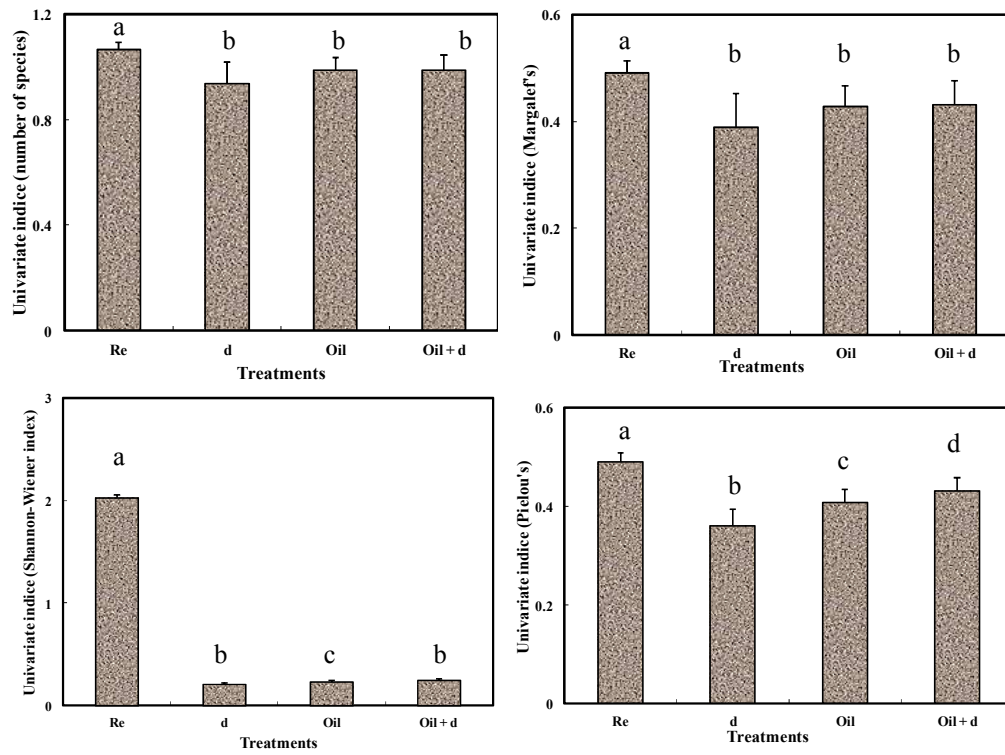 Univariate indice (number of species)
1.2
0.8
0.4
0
a
b
b
b
Re
d
Oil
Oil + d
Treatments
Univariate indice (Margalef's)
0.6
0.4
0.2
0
a
b
b
b
Re
d
Oil
Oil + d
Treatments
Univariate indice (Shannon-Wiener index)
3
2
1
0
a
b
c
b
Re
d
Oil
Oil + d
Treatments
Univariate indice (Pielou's)
0.6
0.4
0.2
0
a
b
c
d
Re
d
Oil
Oil + d
Treatments